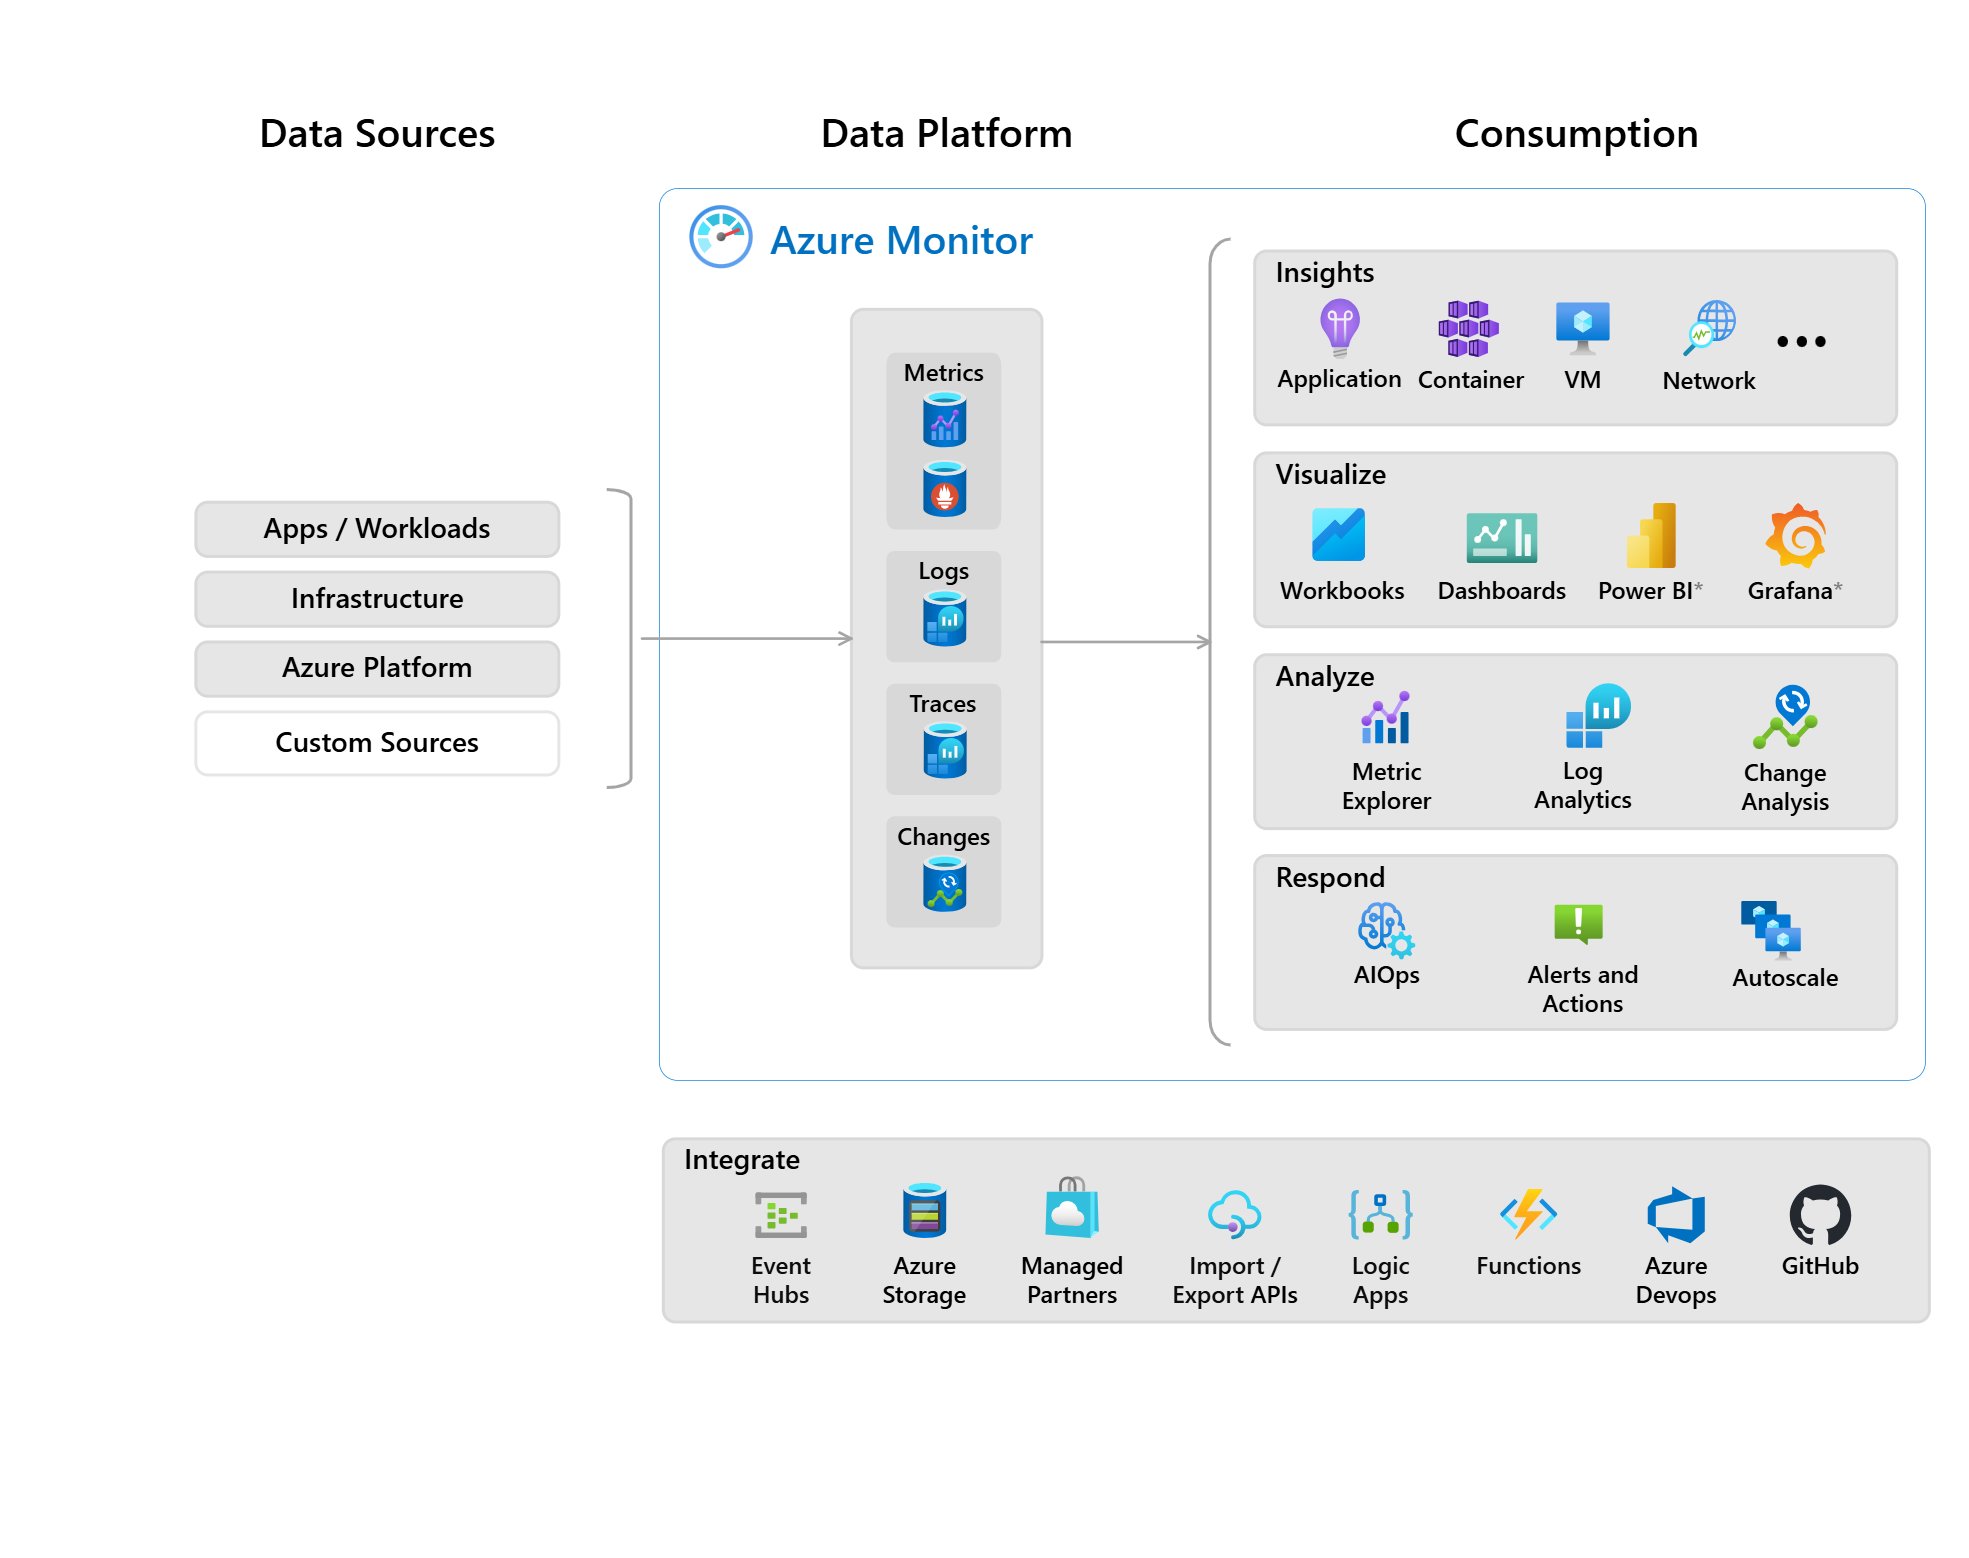 Data Sources
Data Platform
Consumption
Azure Monitor
Apps / Workloads
Infrastructure
Azure Platform
Custom Sources
Metrics
Logs
Traces
Changes
Insights
Application
Container
VM
Network
...
Visualize
Workbooks
Dashboards
Power BI*
Grafana*
Analyze
Metric
Explorer
Log
Analytics
Change
Analysis
Respond
AIOps
Alerts and
Actions
Autoscale
Integrate
Event
Hubs
Azure
Storage
Managed
Partners
Import /
Export APIs
Logic
Apps
Functions
Azure
Devops
GitHub